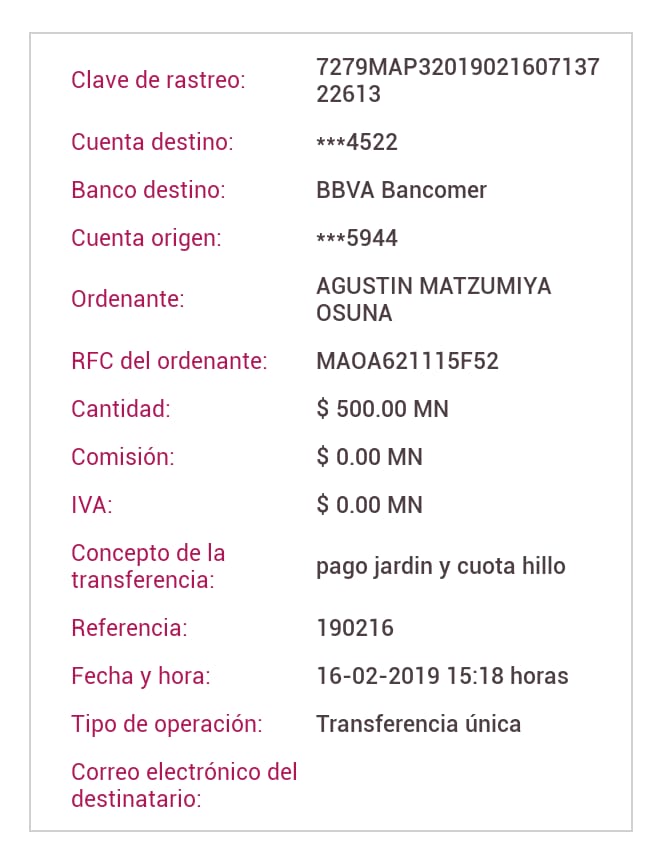 Clave de rastreo:
7279MAP32019021607137
22613
Cuenta destino:
***4522
Banco destino:
BBVA Bancomer
Cuenta origen:
***5944
Ordenante:
AGUSTIN MATZUMIYA
OSUNA
RFC del ordenante:
MAOA621115F52
Cantidad:
$ 500.00 MN
Comisión:
$ 0.00 MN
IVA:
$ 0.00 MN
Concepto de la
transferencia:
pago jardin y cuota hillo
Referencia:
190216
Fecha y hora:
16-02-2019 15:18 horas
Tipo de operación:
Transferencia única
Correo electrónico del
destinatario: